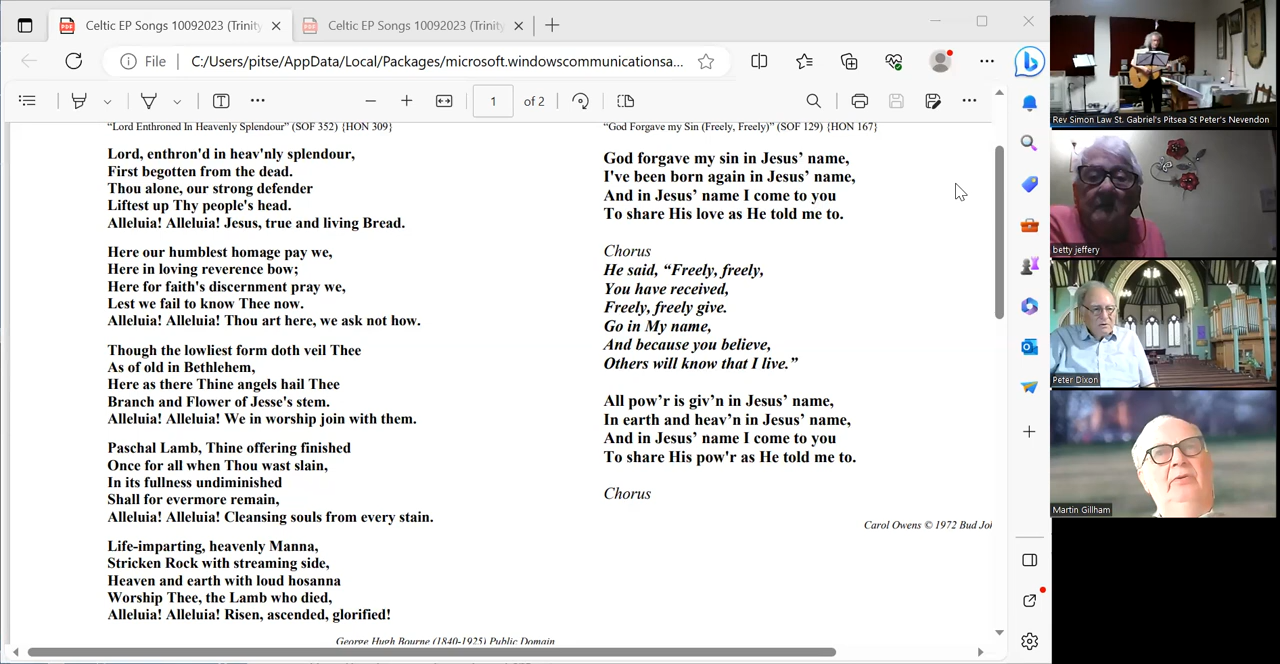 Celtic EP Songs 10092023 (Trinity
Celtic EP Songs 10092023 (Trinity
File
C:/Users/pitse/AppData/Local/Packages/microsoft.windowscommunicationsa...
1
of 2
"Lord Enthroned In Heavenly Splendour" (SOF 352) {HON 309}
Lord, enthron'd in heav'nly splendour,
First begotten from the dead.
Thou alone, our strong defender
Liftest up Thy people's head.
Alleluia! Alleluia! Jesus, true and living Bread.
Here our humblest homage pay we,
Here in loving reverence bow;
Here for faith's discernment pray we,
Lest we fail to know Thee now.
Alleluia! Alleluia! Thou art here, we ask not how.
Though the lowliest form doth veil Thee
As of old in Bethlehem,
Here as there Thine angels hail Thee
Branch and Flower of Jesse's stem.
Alleluia! Alleluia! We in worship join with them.
Paschal Lamb, Thine offering finished
Once for all when Thou wast slain,
In its fullness undiminished
Shall for evermore remain,
Alleluia! Alleluia! Cleansing souls from every stain.
Life-imparting, heavenly Manna,
Stricken Rock with streaming side,
Heaven and earth with loud hosanna
Worship Thee, the Lamb who died,
Alleluia! Alleluia! Risen, ascended, glorified!
George Hugh Bourne (1840-1925) Public Domain
"God Forgave my Sin (Freely, Freely)" (SOF 129) {HON 167}
God forgave my sin in Jesus' name,
I've been born again in Jesus' name,
And in Jesus' name I come to you
To share His love as He told me to.
Chorus
He said, "Freely, freely,
You have received,
Freely, freely give.
Go in My name,
And because you believe,
Others will know that I live."
All pow'r is giv'n in Jesus' name,
In earth and heav'n in Jesus' name,
And in Jesus' name I come to you
To share His pow'r as He told me to.
Chorus
Carol Owens © 1972 Bud Joh
Rev Simon Law St. Gabriel's Pitsea St Peter's Nevendon
betty jeffery
Peter Dixon
Martin Gillham